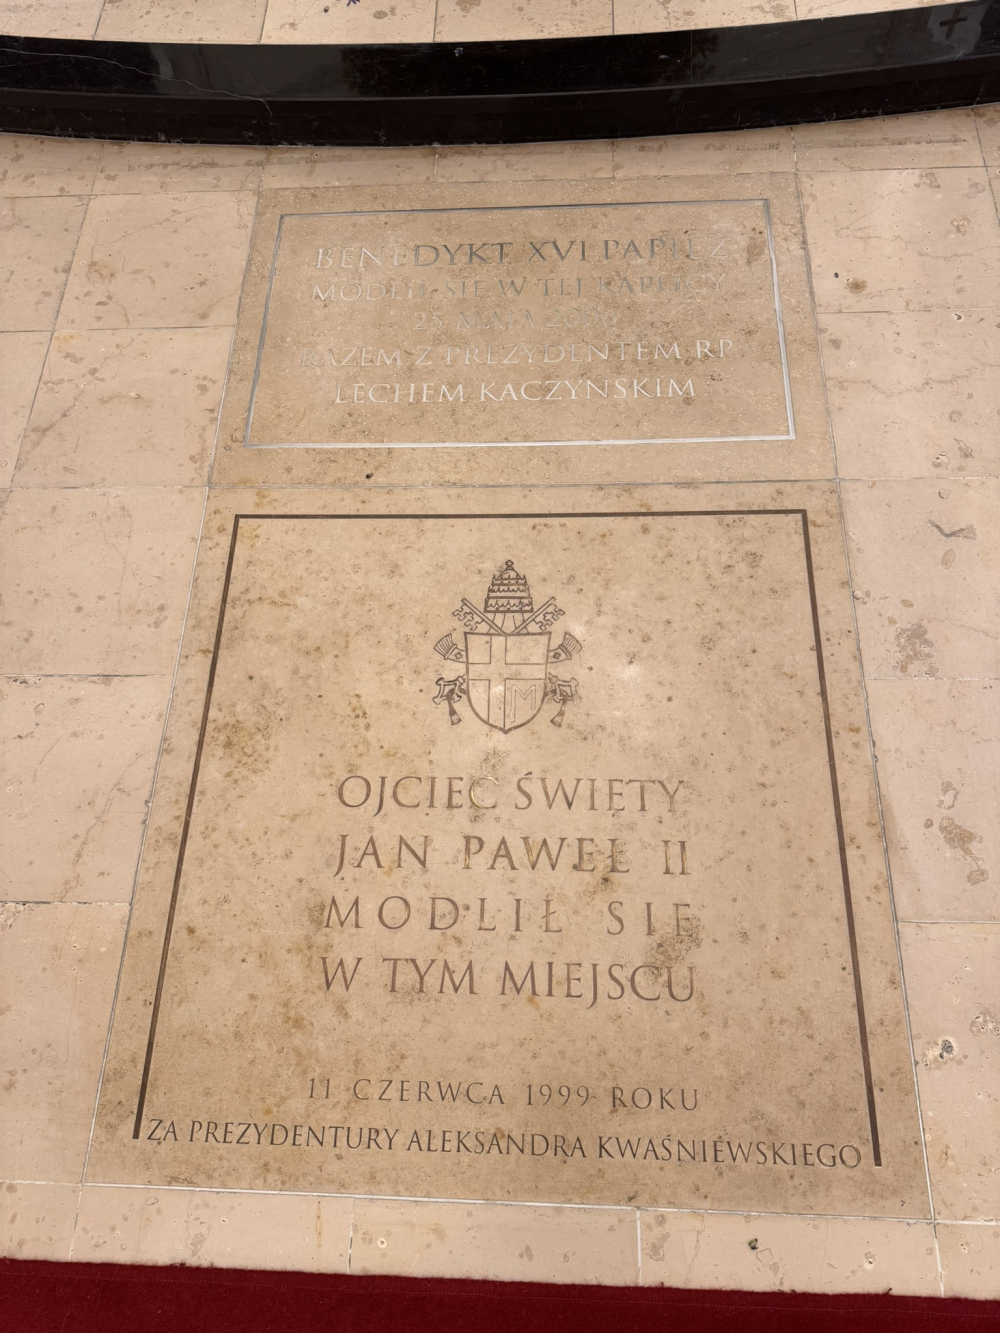 BENEDYKT XVI PAPIEŻ
MODLIŁ SIĘ W TEJ KAPLICY
25 MAJA 2006
RAZEM Z PREZYDENTEM RP
LECHEM KACZYŃSKIM
M
OJCIEC ŚWIĘTY
JAN PAWEŁ II
MODLIŁ SIĘ
W TYM MIEJSCU
11 CZERWCA 1999 ROKU
ZA PREZYDENTURY ALEKSANDRA KWAŚNIEWSKIEGO